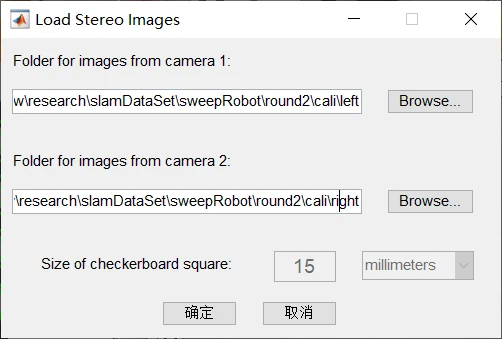 Load Stereo Images
Folder for images from camera 1:
w\research\slamDataSet\sweepRobot\round2\cali\left
Browse...
Folder for images from camera 2:
\research\slamDataSet\sweepRobot\round2\cali\right
Browse...
Size of checkerboard square:
15
millimeters
确定
取消